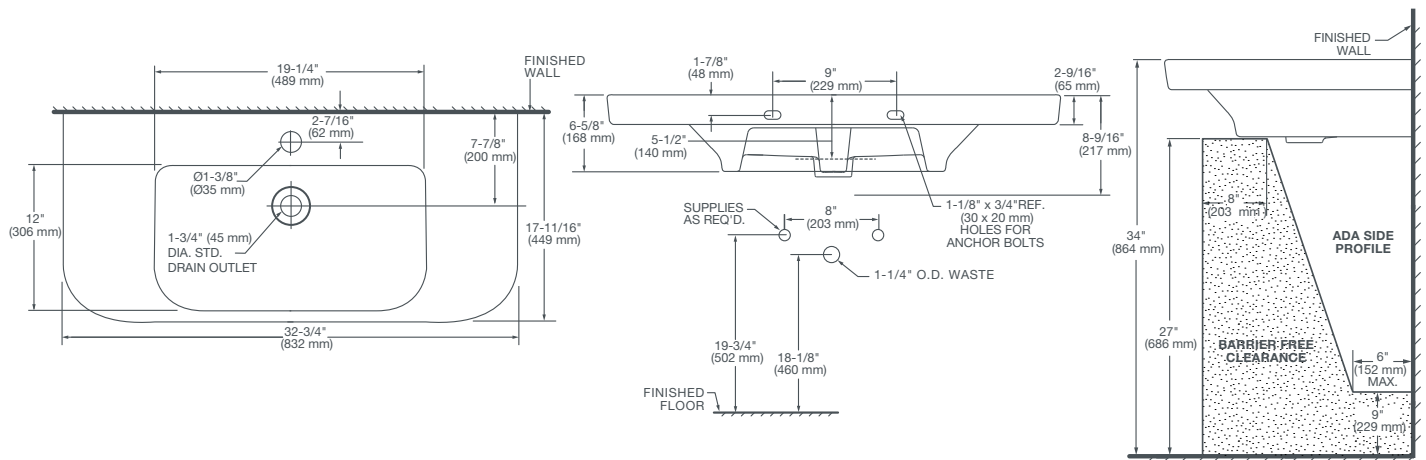 19-1/4"
(489 mm)
FINISHED
WALL
2-7/16"
(62 mm)
7-7/8"
(200 mm)
Ø1-3/8"
(Ø35 mm)
12"
(306 mm)
1-3/4" (45 mm)
DIA. STD.
DRAIN OUTLET
17-11/16"
(449 mm)
32-3/4"
(832 mm)
1-7/8"
(48 mm)
9"
(229 mm)
2-9/16"
(65 mm)
6-5/8"
(168 mm)
5-1/2"
(140 mm)
8-9/16"
(217 mm)
SUPPLIES
AS REQ'D.
8"
(203 mm)
1-1/8" x 3/4"REF.
(30 x 20 mm)
HOLES FOR
ANCHOR BOLTS
1-1/4" O.D. WASTE
19-3/4"
(502 mm)
18-1/8"
(460 mm)
FINISHED
FLOOR
FINISHED
WALL
34"
(864 mm)
8"
(203 mm)
ADA SIDE
PROFILE
27"
(686 mm)
BARRIER FREE
CLEARANCE
6"
(152 mm)
MAX.
9"
(229 mm)